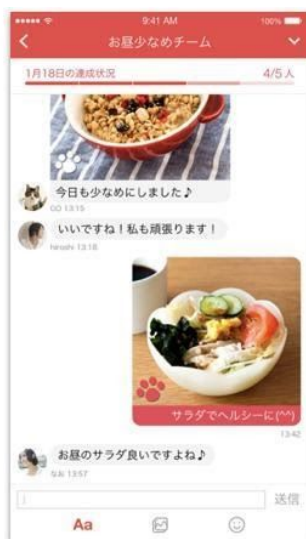 9:41 AM 100%
お昼少なめチーム
1月18日の達成状況 4/5 人
今日も少なめにしました♪
GO 13:15
いいですね！私も頑張ります！
hiroshi 13:18
サラダでヘルシーに(^^)
13:42
お昼のサラダ良いですよね♪
なお 13:57
送信
Aa